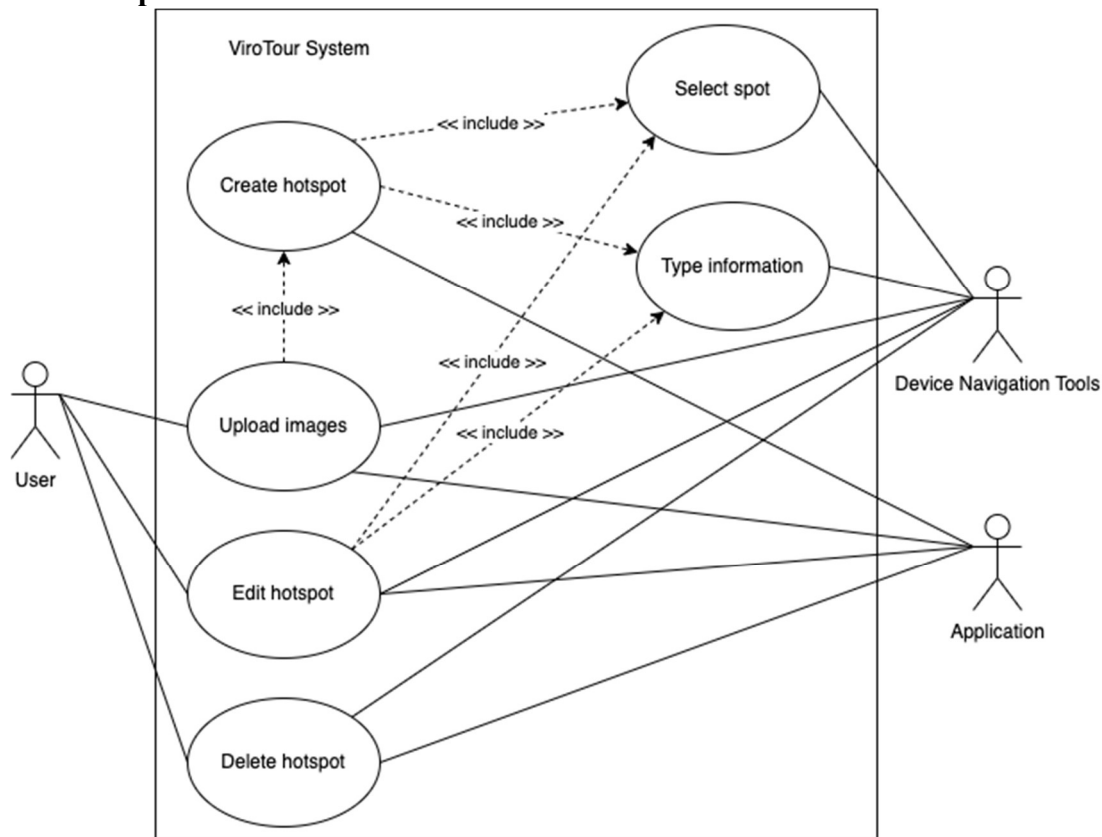 ViroTour System
Select spot
<< include >>
Create hotspot
<< include >>
Type information
<< include >>
<< include >>
Device Navigation Tools
Upload images
<< include >>
User
Edit hotspot
Application
Delete hotspot